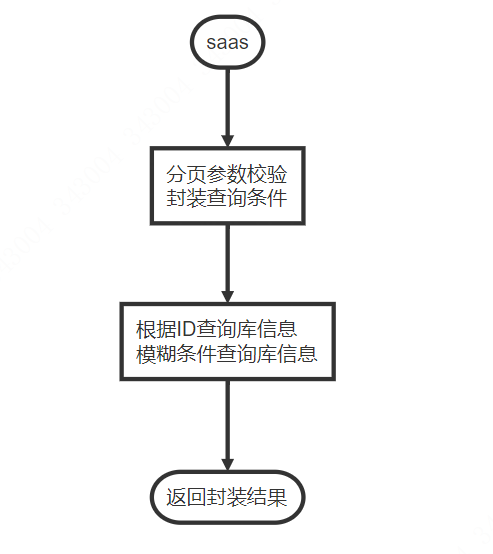 saas
分页参数校验
封装查询条件
根据ID查询库信息
模糊条件查询库信息
返回封装结果